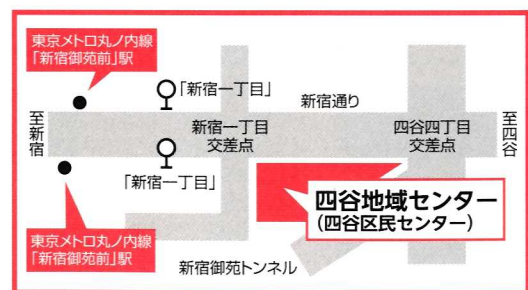 東京メトロ丸ノ内線
「新宿御苑前」駅
「新宿一丁目」
新宿通り
至新宿
新宿一丁目
交差点
四谷四丁目
交差点
至四谷
「新宿一丁目」
四谷地域センター
(四谷区民センター)
東京メトロ丸ノ内線
「新宿御苑前」駅
新宿御苑トンネル